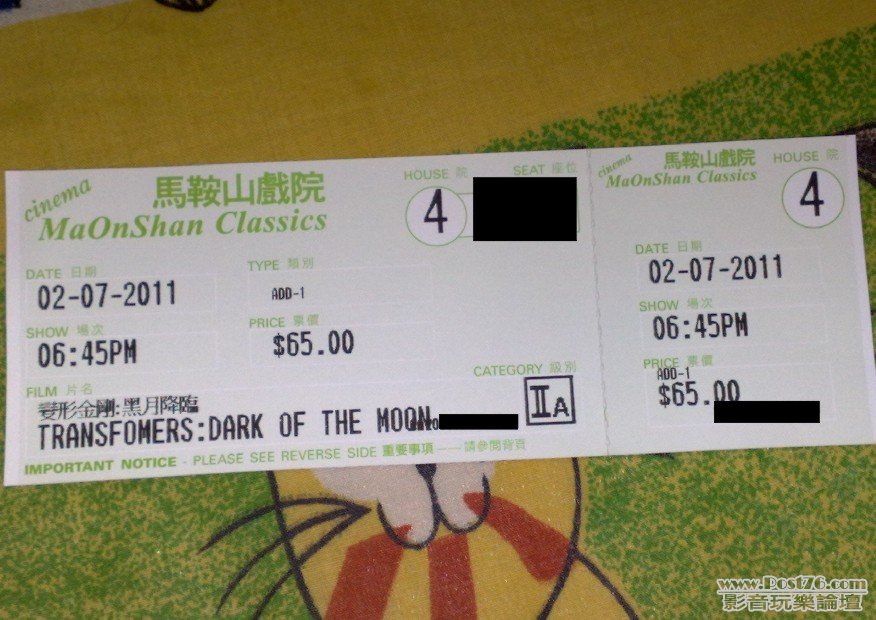 cinema 馬鞍山戲院
MaOnShan Classics
HOUSE 院
4
SEAT 座位
DATE 日期
02-07-2011
TYPE 類別
ADD-1
SHOW 場次
06:45PM
PRICE 票價
$65.00
CATEGORY 級別
IIA
FILM 片名
變形金剛:黑月降臨
TRANSFOMERS:DARK OF THE MOON
IMPORTANT NOTICE - PLEASE SEE REVERSE SIDE 重要事項——請參閱背頁
cinema 馬鞍山戲院
MaOnShan Classics
HOUSE 院
4
DATE 日期
02-07-2011
SHOW 場次
06:45PM
PRICE 票價
ADD-1
$65.00
www.Post76.com
影音玩樂論壇